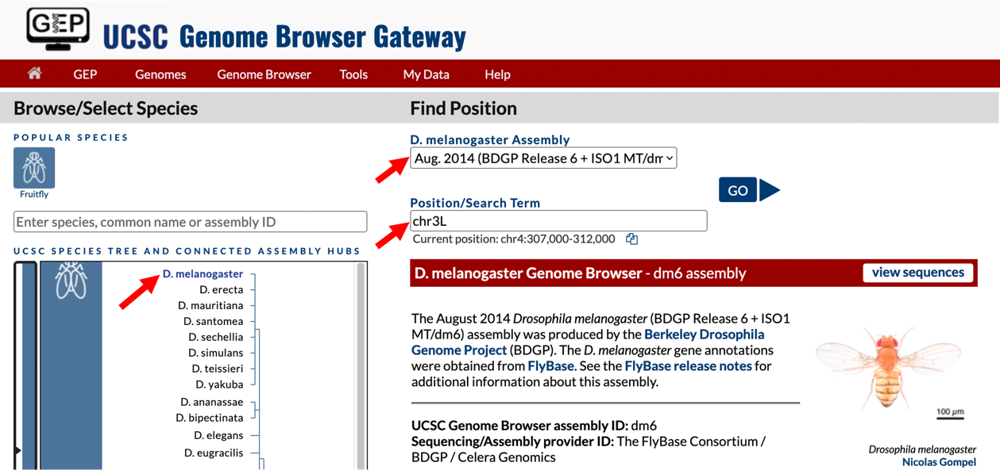 GEP
UCSC Genome Browser Gateway
GEP Genomes Genome Browser Tools My Data Help
Browse/Select Species
POPULAR SPECIES
Fruitfly
Enter species, common name or assembly ID
UCSC SPECIES TREE AND CONNECTED ASSEMBLY HUBS
D. melanogaster
D. erecta
D. mauritiana
D. santomea
D. sechellia
D. simulans
D. teissieri
D. yakuba
D. ananassae
D. bipectinata
D. elegans
D. eugracilis
Find Position
D. melanogaster Assembly
Aug. 2014 (BDGP Release 6 + ISO1 MT/dm
GO
Position/Search Term
chr3L
Current position: chr4:307,000-312,000
D. melanogaster Genome Browser - dm6 assembly
view sequences
The August 2014 Drosophila melanogaster (BDGP Release 6 + ISO1
MT/dm6) assembly was produced by the Berkeley Drosophila
Genome Project (BDGP). The D. melanogaster gene annotations
were obtained from FlyBase. See the FlyBase release notes for
additional information about this assembly.
UCSC Genome Browser assembly ID: dm6
Sequencing/Assembly provider ID: The FlyBase Consortium /
BDGP / Celera Genomics
100 µm
Drosophila melanogaster
Nicolas Gompel